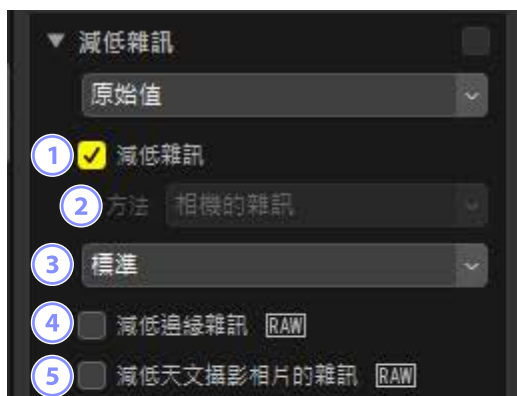 減低雜訊
原始值
1 減低雜訊
2 方法 相機的雜訊
3 標準
4 減低邊緣雜訊 RAW
5 減低天文攝影相片的雜訊 RAW